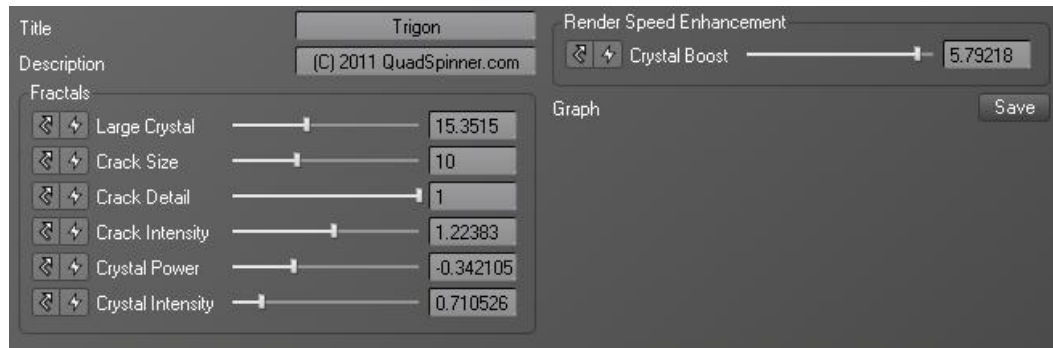 Title Trigon
Description (C) 2011 QuadSpinner.com
Fractals
Large Crystal 15.3515
Crack Size 10
Crack Detail 1
Crack Intensity 1.22383
Crystal Power -0.342105
Crystal Intensity 0.710526
Render Speed Enhancement
Crystal Boost 5.79218
Graph Save